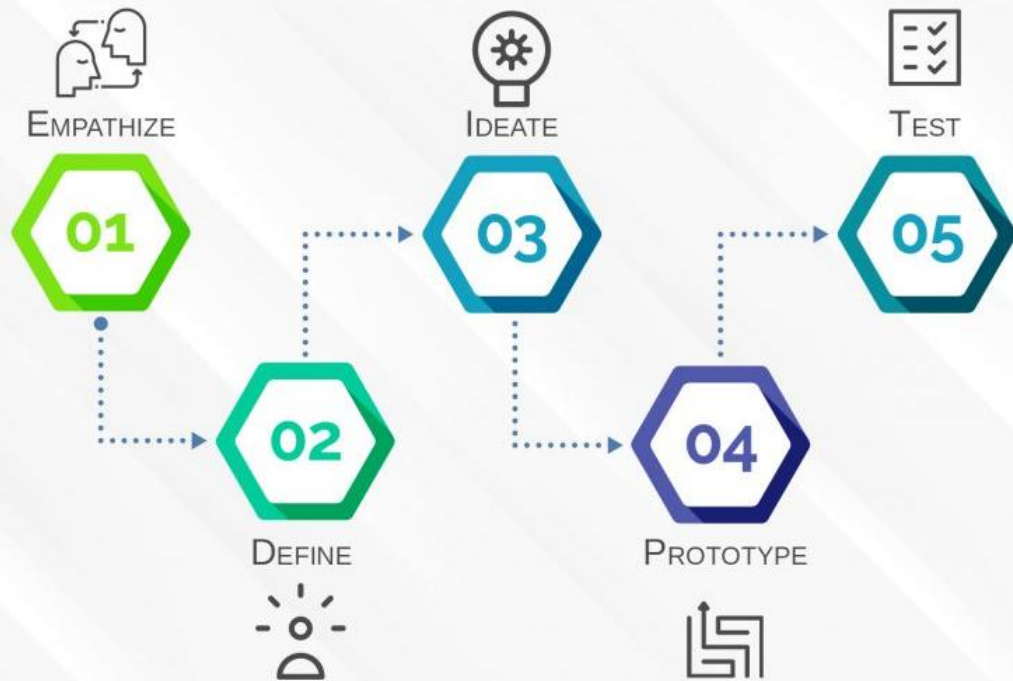 EMPATHIZE
01
DEFINE
02
IDEATE
03
PROTOTYPE
04
TEST
05